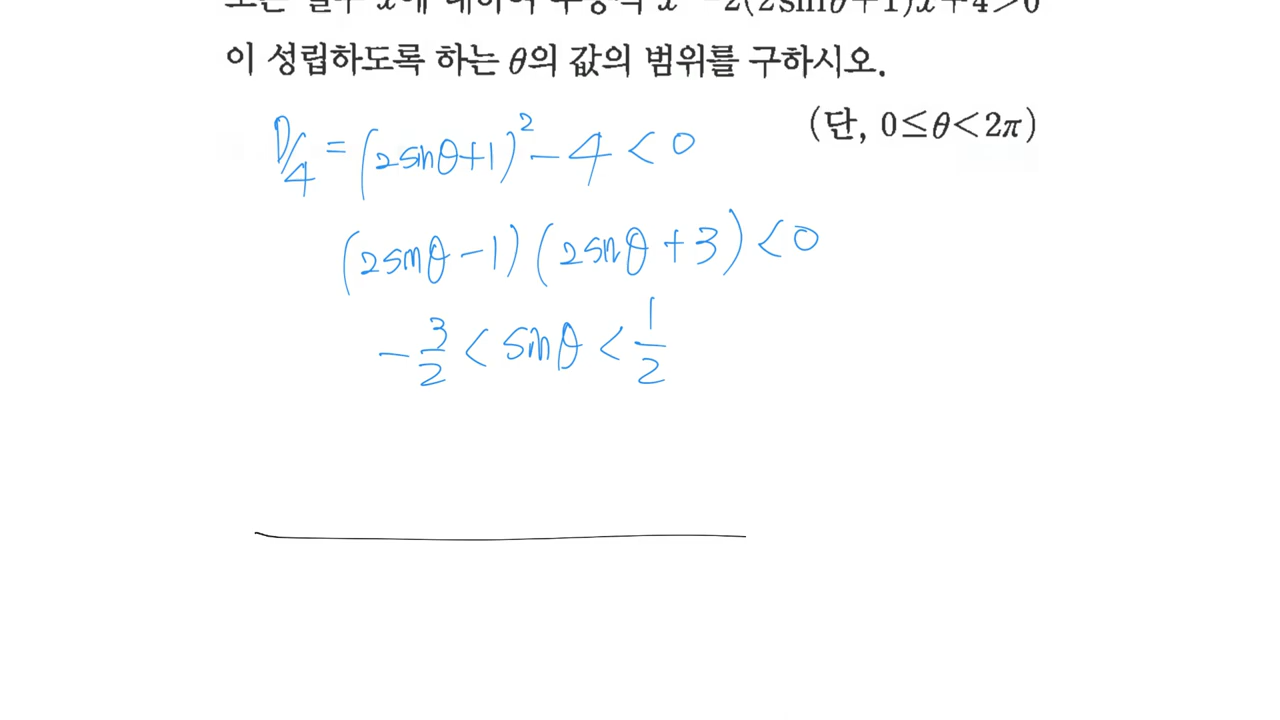 이 성립하도록 하는 θ의 값의 범위를 구하시오.
(단, 0≤θ<2π)
D/4 = (2sinθ+1)² - 4 < 0
(2sinθ - 1)(2sinθ + 3) < 0
- 3/2 < sinθ < 1/2